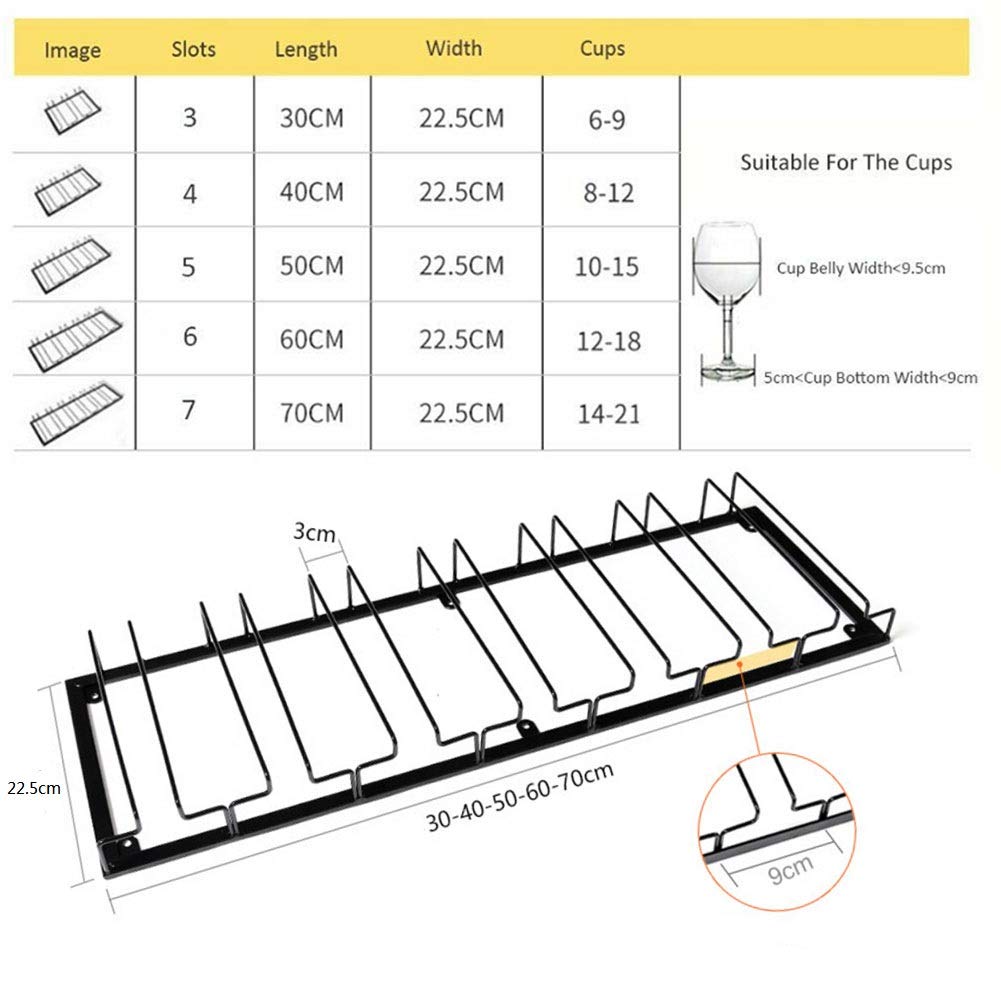 Image Slots Length Width Cups
3 30CM 22.5CM 6-9
4 40CM 22.5CM 8-12
5 50CM 22.5CM 10-15
6 60CM 22.5CM 12-18
7 70CM 22.5CM 14-21
Suitable For The Cups
Cup Belly Width<9.5cm
5cm<Cup Bottom Width<9cm
3cm
22.5cm
30-40-50-60-70cm
9cm